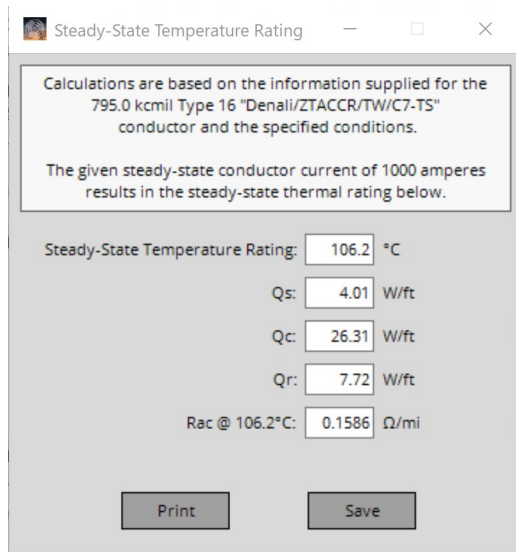 Steady-State Temperature Rating
Calculations are based on the information supplied for the
795.0 kcmil Type 16 "Denali/ZTACCR/TW/C7-TS"
conductor and the specified conditions.
The given steady-state conductor current of 1000 amperes
results in the steady-state thermal rating below.
Steady-State Temperature Rating: 106.2 °C
Qs: 4.01 W/ft
Qc: 26.31 W/ft
Qr: 7.72 W/ft
Rac @ 106.2°C: 0.1586 Ω/mi
Print Save